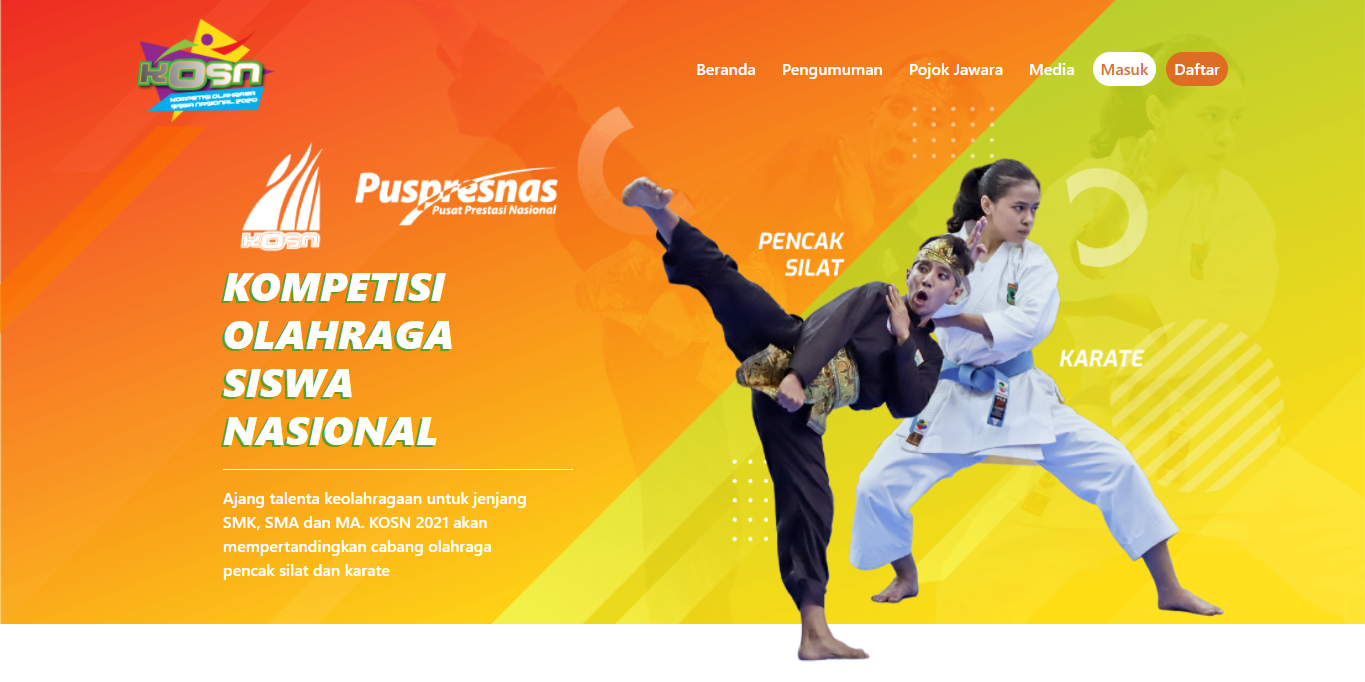 KOSN
KOMPETISI OLAHRAGA
SISWA NASIONAL 2020
Beranda
Pengumuman
Pojok Jawara
Media
Masuk
Daftar
KOSN
Puspresnas
Pusat Prestasi Nasional
PENCAK
SILAT
KARATE
KOMPETISI
OLAHRAGA
SISWA
NASIONAL
Ajang talenta keolahragaan untuk jenjang
SMK, SMA dan MA. KOSN 2021 akan
mempertandingkan cabang olahraga
pencak silat dan karate